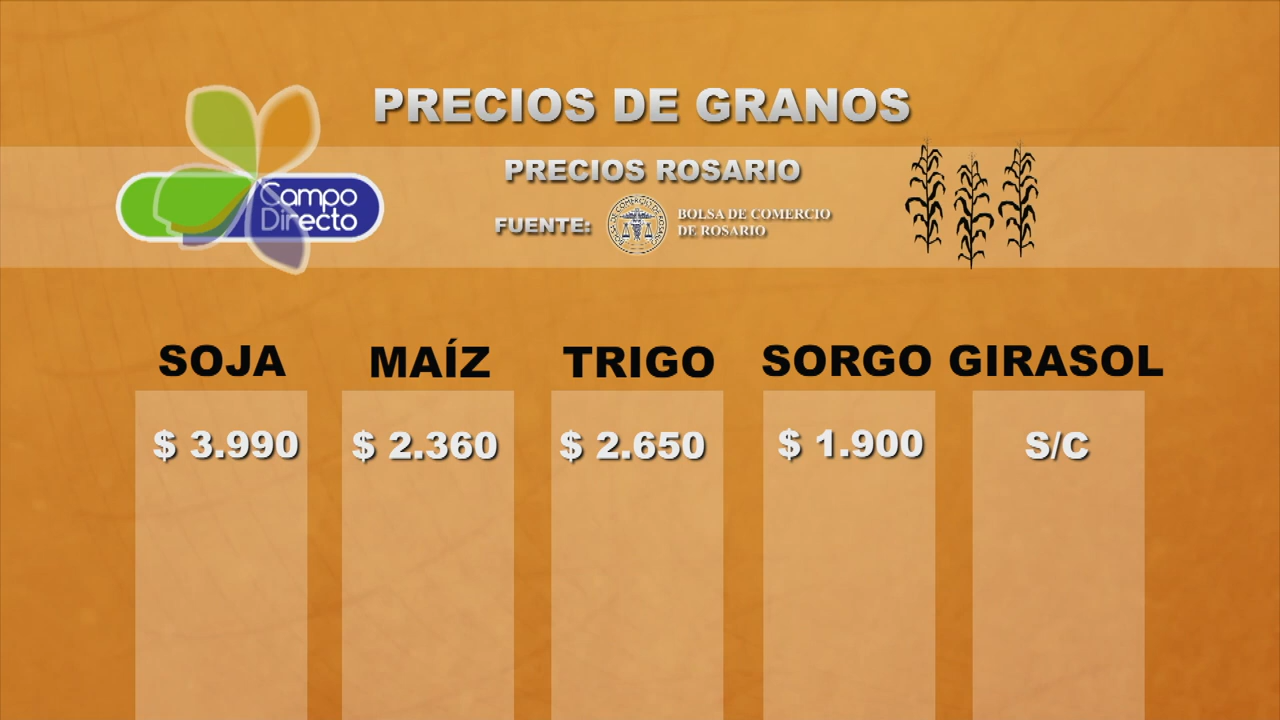 PRECIOS DE GRANOS
Campo
Directo
PRECIOS ROSARIO
FUENTE:
BOLSA DE COMERCIO
DE ROSARIO
SOJA MAÍZ TRIGO SORGO GIRASOL
$ 3.990 $ 2.360 $ 2.650 $ 1.900 S/C